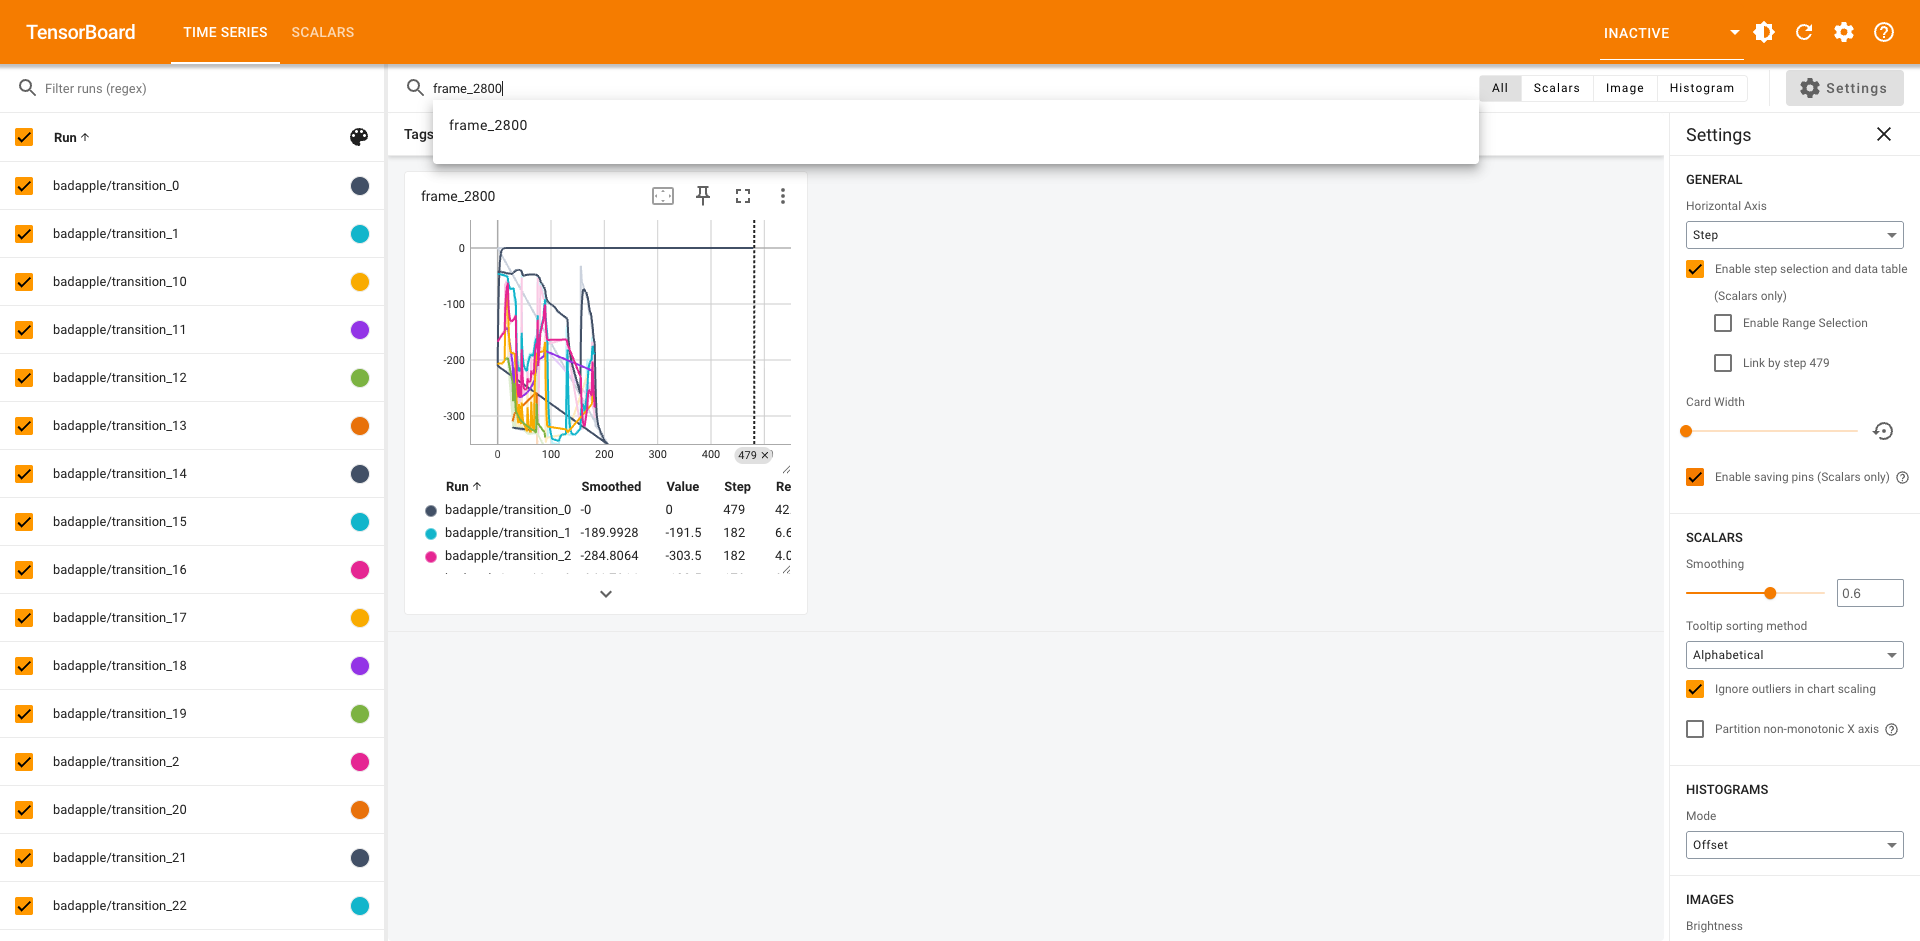 TensorBoard
TIME SERIES
SCALARS
INACTIVE
Filter runs (regex)
frame_2800
All
Scalars
Image
Histogram
Settings
frame_2800
Run
Tags
Settings
badapple/transition_0
badapple/transition_1
badapple/transition_10
badapple/transition_11
badapple/transition_12
badapple/transition_13
badapple/transition_14
badapple/transition_15
badapple/transition_16
badapple/transition_17
badapple/transition_18
badapple/transition_19
badapple/transition_2
badapple/transition_20
badapple/transition_21
badapple/transition_22
frame_2800
0
-100
-200
-300
0 100 200 300 400 479
Run Smoothed Value Step Re
badapple/transition_0 -0 0 479 42.
badapple/transition_1 -189.9928 -191.5 182 6.6
badapple/transition_2 -284.8064 -303.5 182 4.0
GENERAL
Horizontal Axis
Step
Enable step selection and data table
(Scalars only)
Enable Range Selection
Link by step 479
Card Width
Enable saving pins (Scalars only)
SCALARS
Smoothing
0.6
Tooltip sorting method
Alphabetical
Ignore outliers in chart scaling
Partition non-monotonic X axis
HISTOGRAMS
Mode
Offset
IMAGES
Brightness